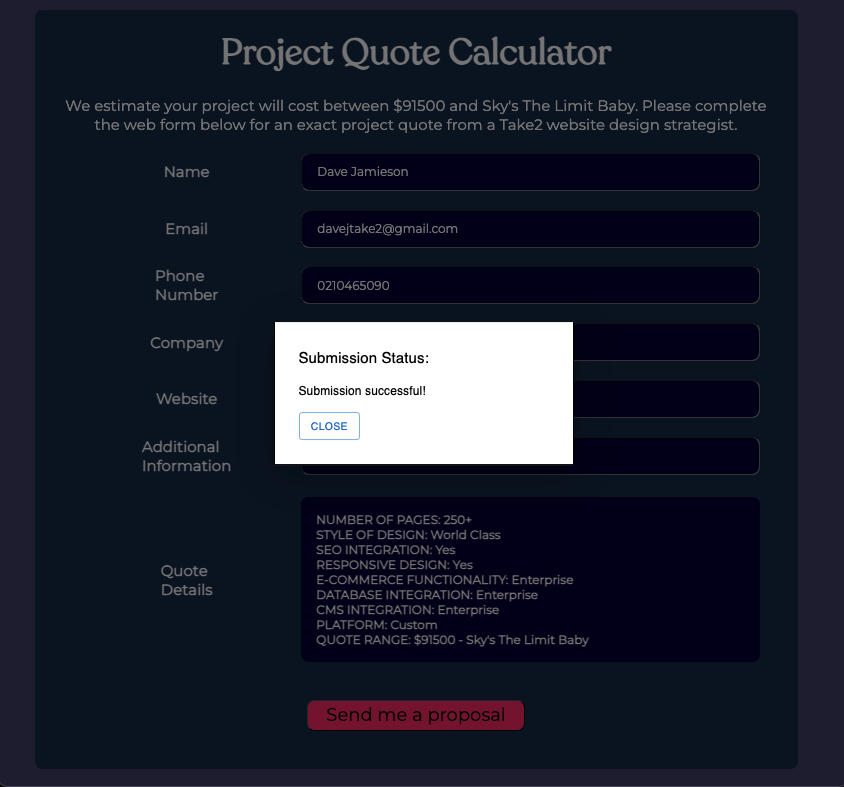 Project Quote Calculator
We estimate your project will cost between $91500 and Sky's The Limit Baby. Please complete
the web form below for an exact project quote from a Take2 website design strategist.
Name
Dave Jamieson
Email
davejtake2@gmail.com
Phone
Number
0210465090
Company
Website
Additional
Information
Submission Status:
Submission successful!
CLOSE
Quote
Details
NUMBER OF PAGES: 250+
STYLE OF DESIGN: World Class
SEO INTEGRATION: Yes
RESPONSIVE DESIGN: Yes
E-COMMERCE FUNCTIONALITY: Enterprise
DATABASE INTEGRATION: Enterprise
CMS INTEGRATION: Enterprise
PLATFORM: Custom
QUOTE RANGE: $91500 - Sky's The Limit Baby
Send me a proposal